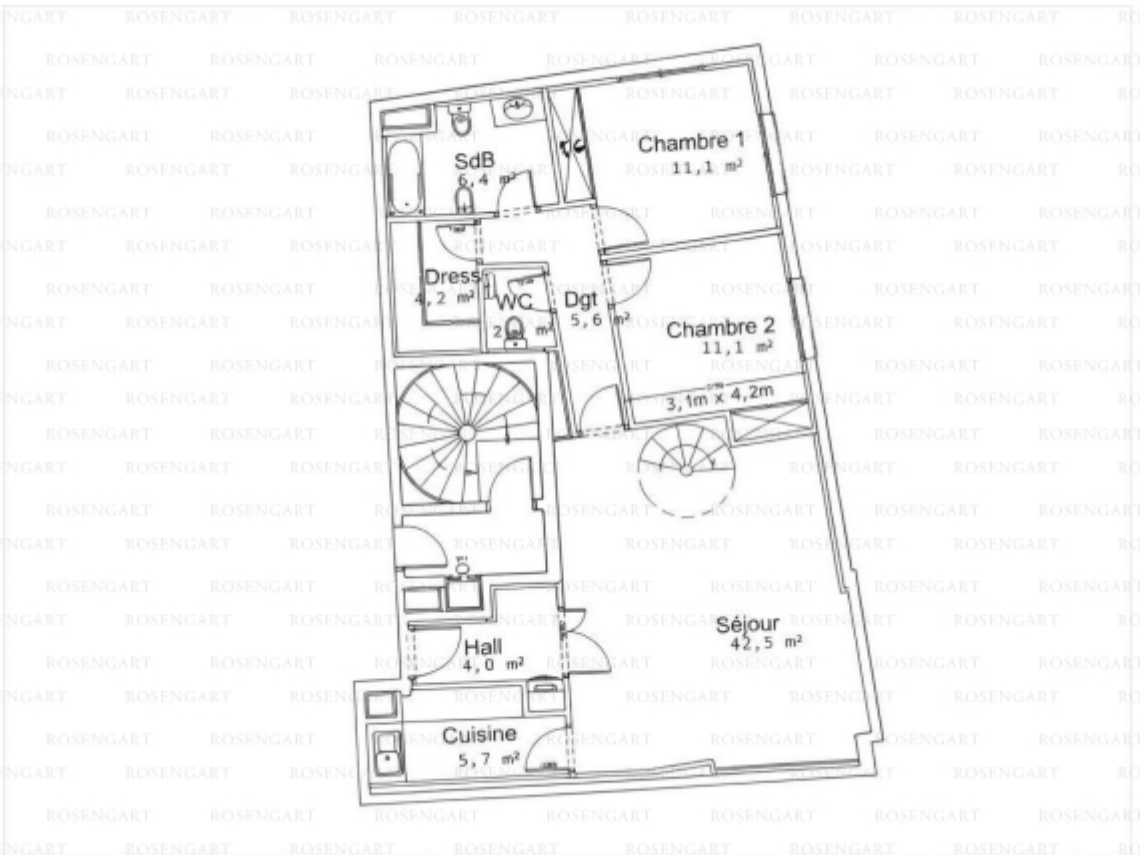 SdB
6,4 m²
Chambre 1
11,1 m²
Dress
4,2 m²
WC
2 m²
Dgt
5,6 m²
Chambre 2
11,1 m²
3,1m x 4,2m
Séjour
42,5 m²
Hall
4,0 m²
Cuisine
5,7 m²
ROSENGART